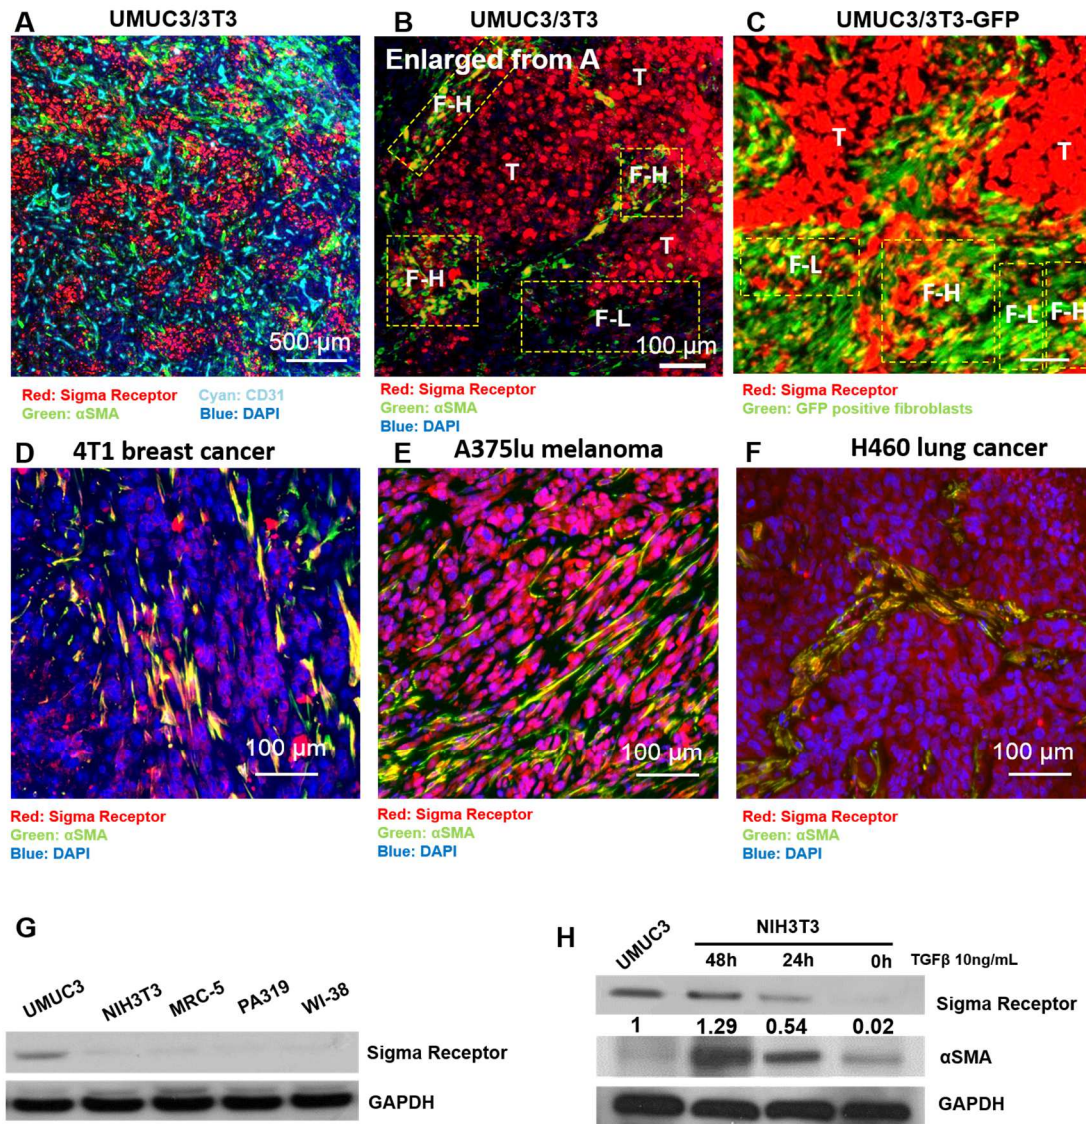 A
UMUC3/3T3
500 µm
Red: Sigma Receptor
Cyan: CD31
Green: αSMA
Blue: DAPI
B
UMUC3/3T3
Enlarged from A
F-H
T
T
F-H
T
F-H
F-L
100 µm
Red: Sigma Receptor
Green: αSMA
Blue: DAPI
C
UMUC3/3T3-GFP
T
T
F-L
F-H
F-L
F-H
Red: Sigma Receptor
Green: GFP positive fibroblasts
D
4T1 breast cancer
100 µm
Red: Sigma Receptor
Green: αSMA
Blue: DAPI
E
A375lu melanoma
100 µm
Red: Sigma Receptor
Green: αSMA
Blue: DAPI
F
H460 lung cancer
100 µm
Red: Sigma Receptor
Green: αSMA
Blue: DAPI
G
UMUC3 NIH3T3 MRC-5 PA319 WI-38
Sigma Receptor
GAPDH
H
UMUC3
NIH3T3
48h 24h 0h TGFβ 10ng/mL
Sigma Receptor
1 1.29 0.54 0.02
αSMA
GAPDH